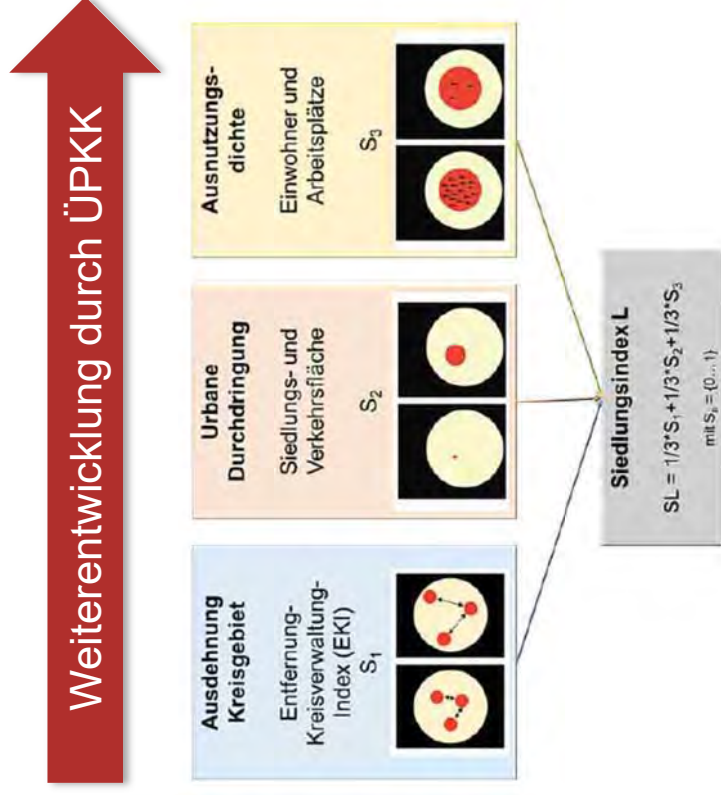 Weiterentwicklung durch ÜPKK
Ausdehnung
Kreisgebiet
Entfernung-
Kreisverwaltung-
Index (EKI)
S₁
Urbane
Durchdringung
Siedlungs- und
Verkehrsfläche
S₂
Ausnutzungs-
dichte
Einwohner und
Arbeitsplätze
S₃
Siedlungsindex L
SL = 1/3*S₁+1/3*S₂+1/3*S₃